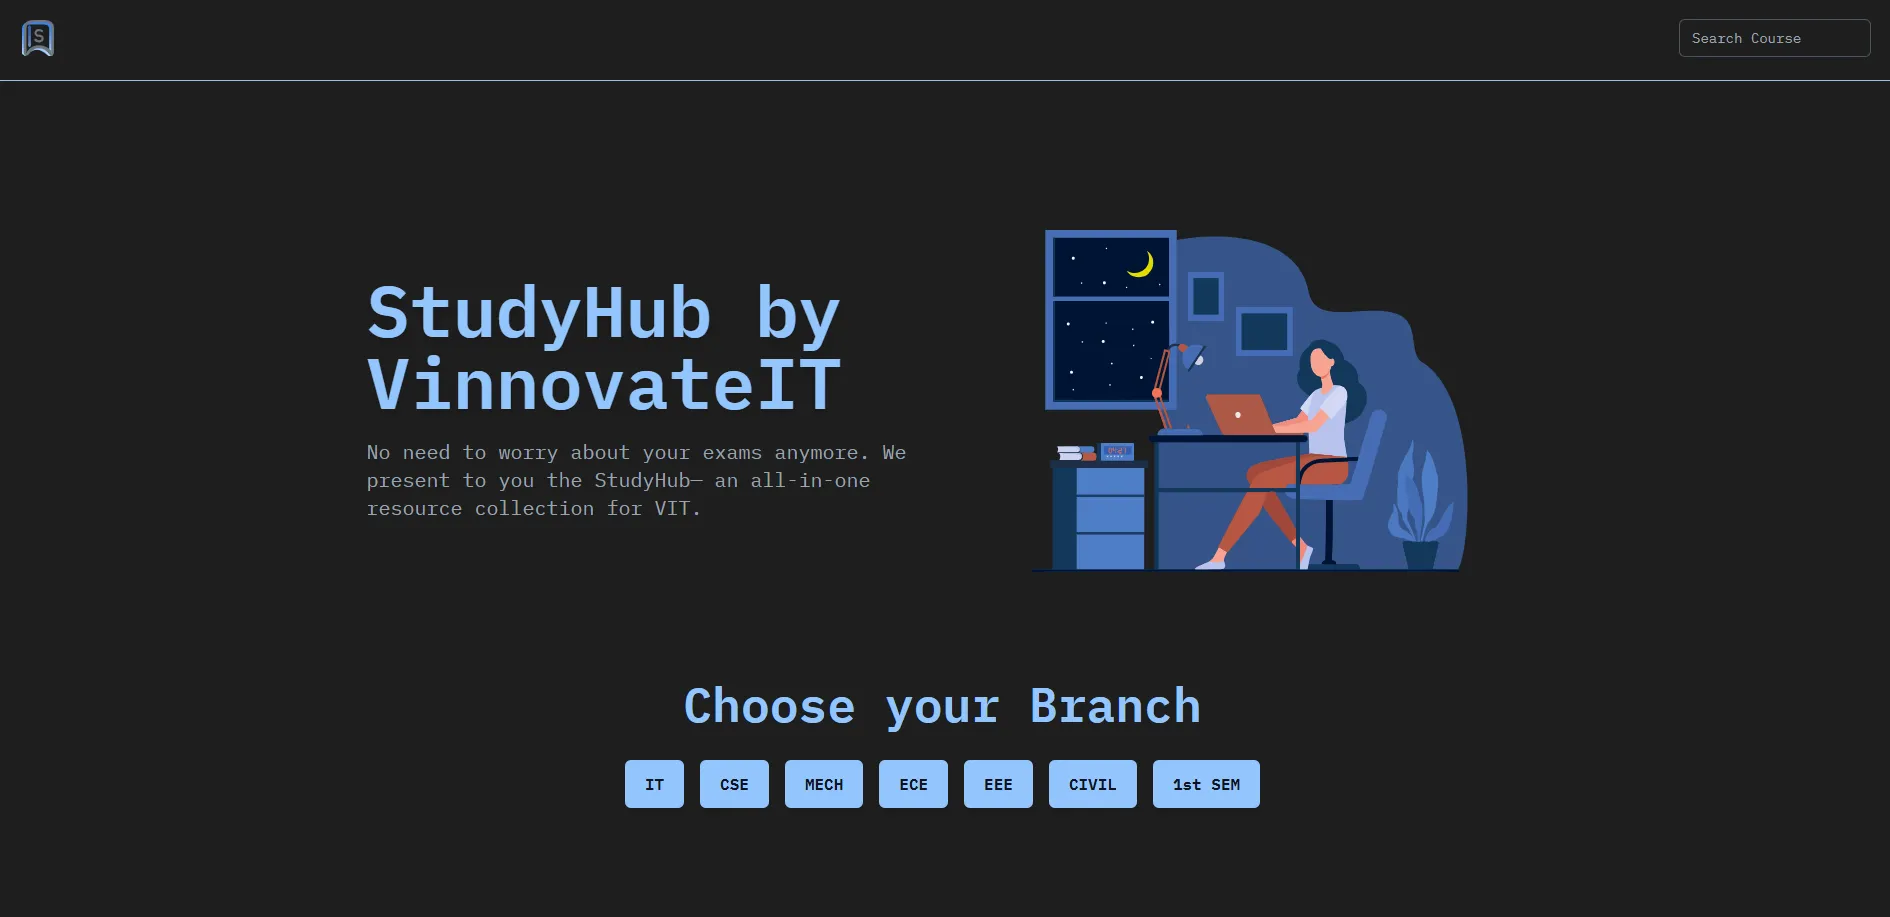 S
Search Course
StudyHub by
VinnovateIT
No need to worry about your exams anymore. We
present to you the StudyHub— an all-in-one
resource collection for VIT.
Choose your Branch
IT
CSE
MECH
ECE
EEE
CIVIL
1st SEM